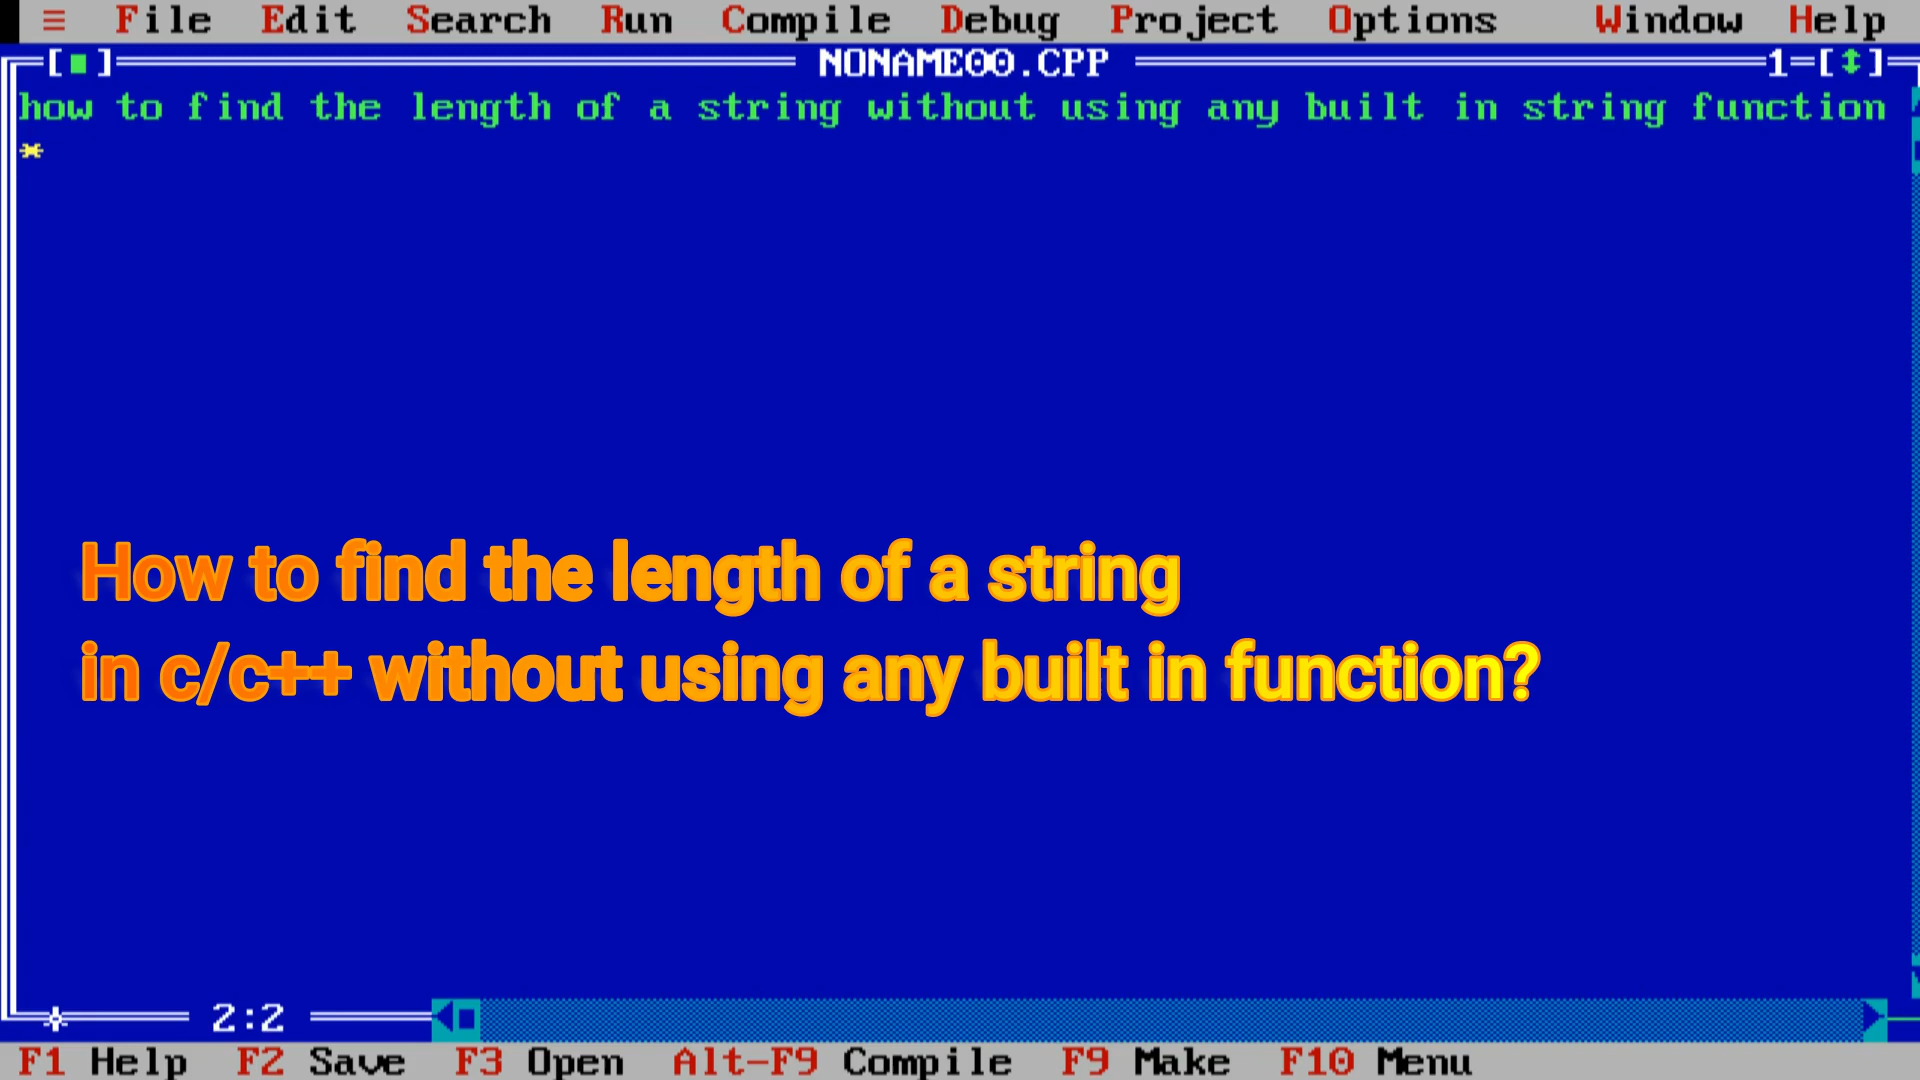 ≡ File Edit Search Run Compile Debug Project Options Window Help
[■] NONAME00.CPP 1=[↕]
how to find the length of a string without using any built in string function
*
How to find the length of a string
in c/c++ without using any built in function?
2:2
F1 Help F2 Save F3 Open Alt-F9 Compile F9 Make F10 Menu